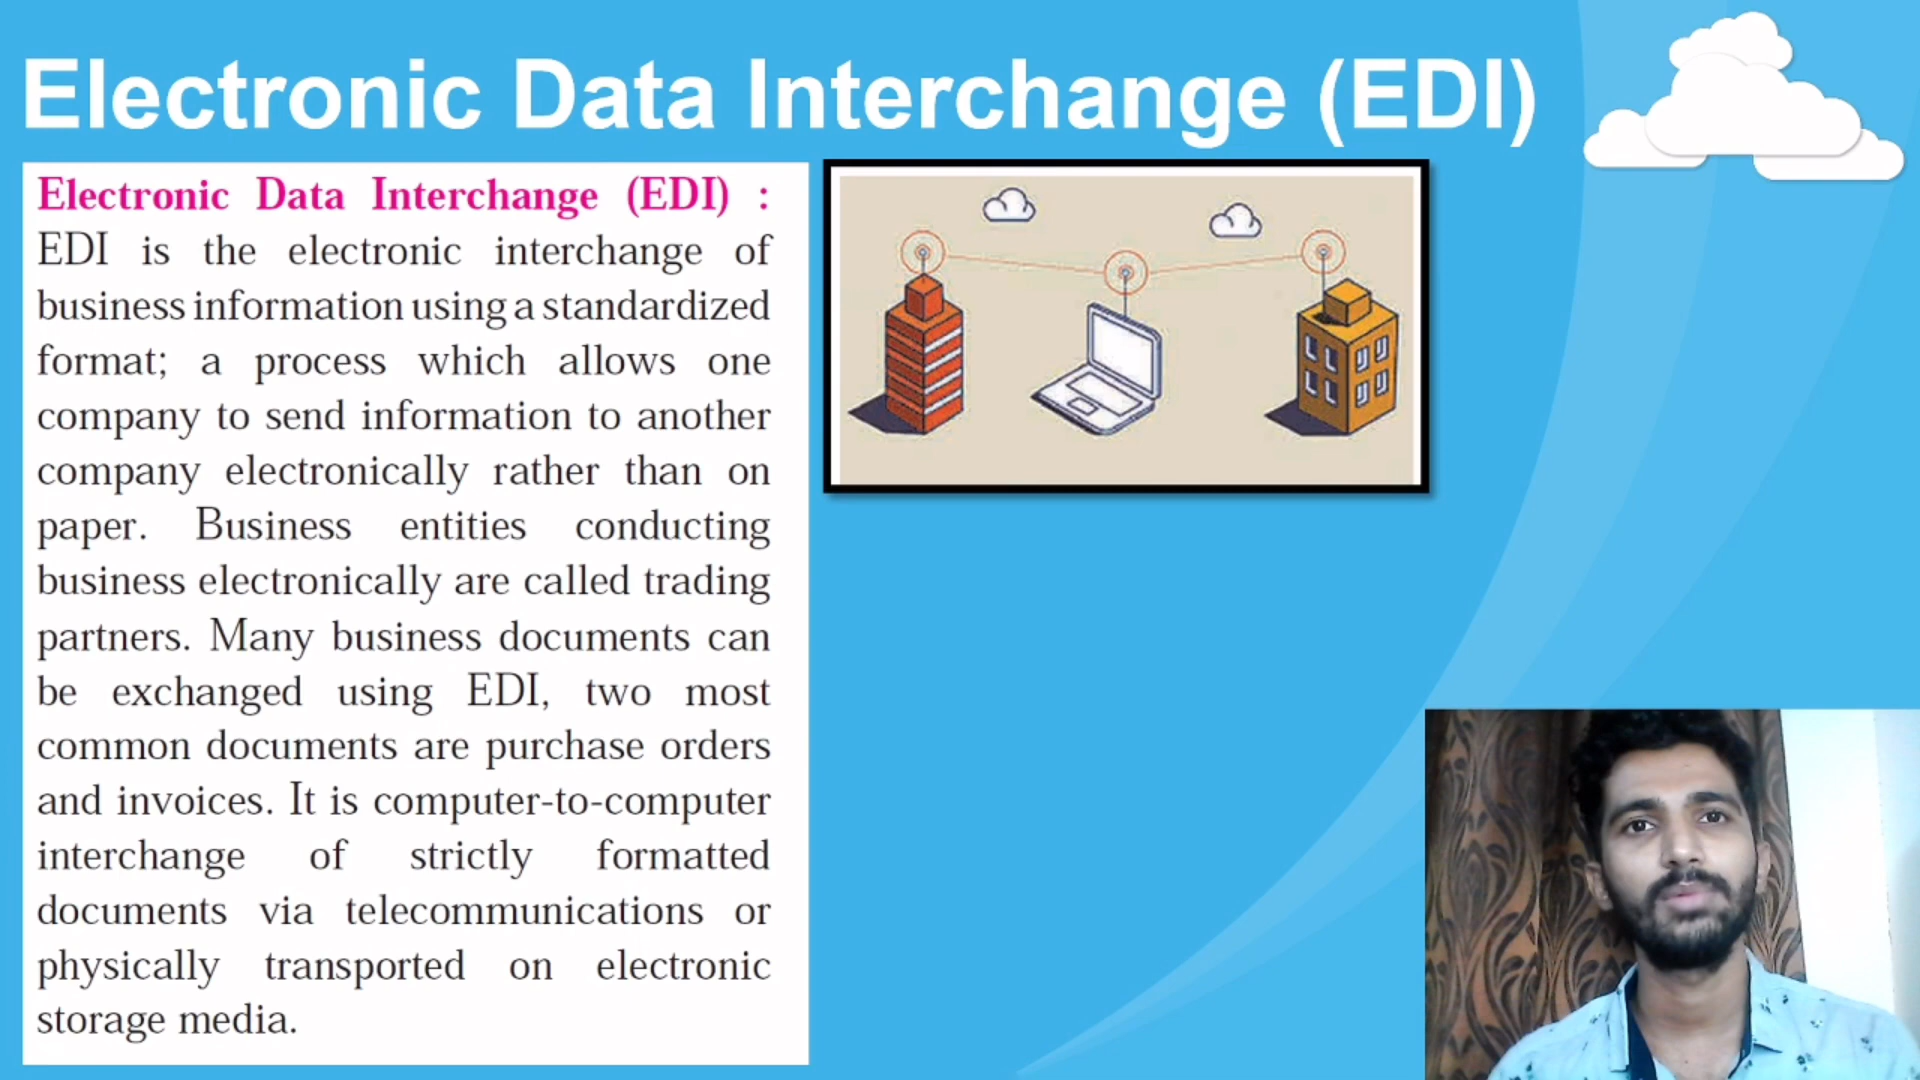 Electronic Data Interchange (EDI)
Electronic Data Interchange (EDI) :
EDI is the electronic interchange of
business information using a standardized
format; a process which allows one
company to send information to another
company electronically rather than on
paper. Business entities conducting
business electronically are called trading
partners. Many business documents can
be exchanged using EDI, two most
common documents are purchase orders
and invoices. It is computer-to-computer
interchange of strictly formatted
documents via telecommunications or
physically transported on electronic
storage media.